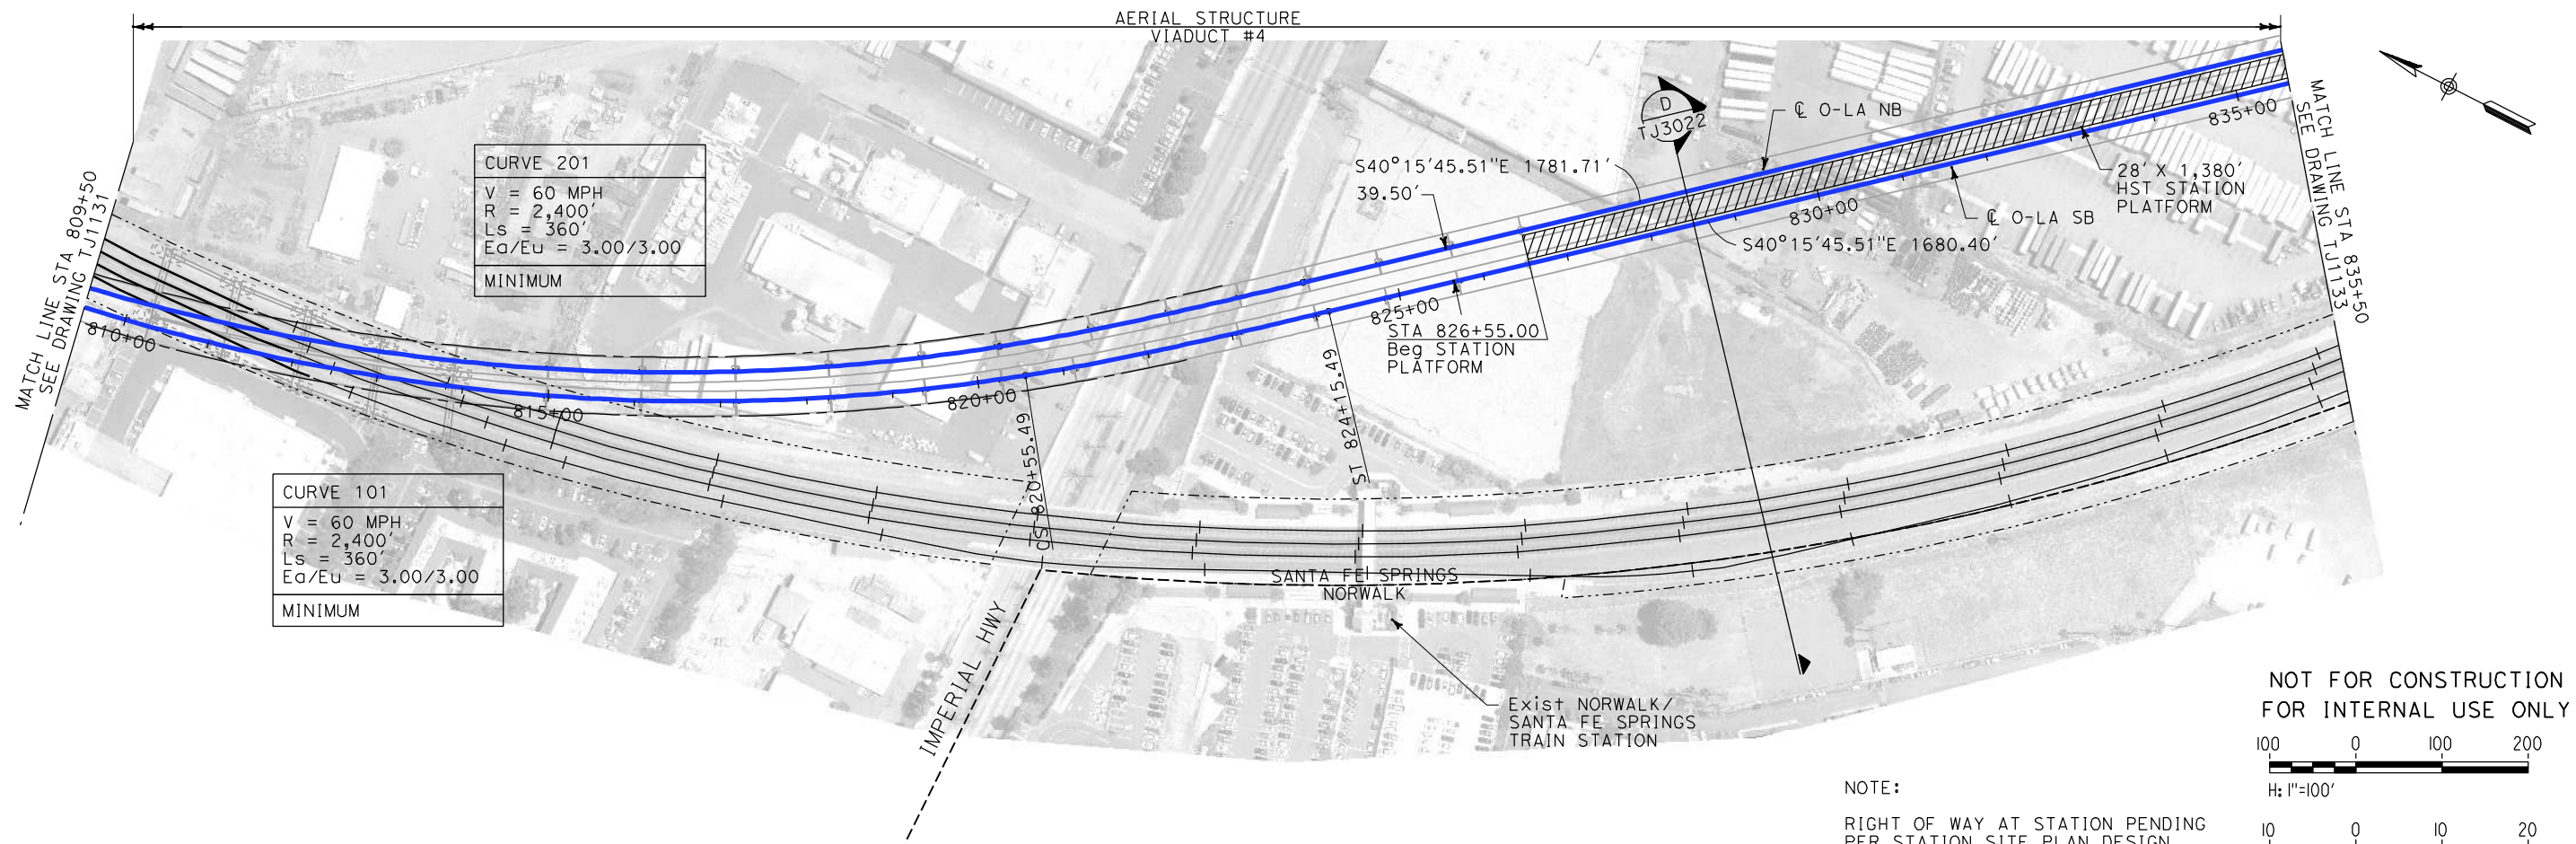 AERIAL STRUCTURE
VIADUCT #4
MATCH LINE STA 809+50
SEE DRAWING TJ1131
CURVE 201
V = 60 MPH
R = 2,400'
Ls = 360'
Ea/Eu = 3.00/3.00
MINIMUM
D
TJ3022
℄ O-LA NB
S40°15'45.51"E 1781.71'
39.50'
835+00
28' X 1,380'
HST STATION
PLATFORM
830+00
℄ O-LA SB
S40°15'45.51"E 1680.40'
MATCH LINE STA 835+50
SEE DRAWING TJ1133
825+00
STA 826+55.00
Beg STATION
PLATFORM
810+00
815+00
820+00
CS 820+55.49
ST 824+15.49
CURVE 101
V = 60 MPH
R = 2,400'
Ls = 360'
Ea/Eu = 3.00/3.00
MINIMUM
SANTA FE SPRINGS
NORWALK
IMPERIAL HWY
Exist NORWALK/
SANTA FE SPRINGS
TRAIN STATION
NOT FOR CONSTRUCTION
FOR INTERNAL USE ONLY
100 0 100 200
H: 1"=100'
NOTE:
RIGHT OF WAY AT STATION PENDING
PER STATION SITE PLAN DESIGN
10 0 10 20